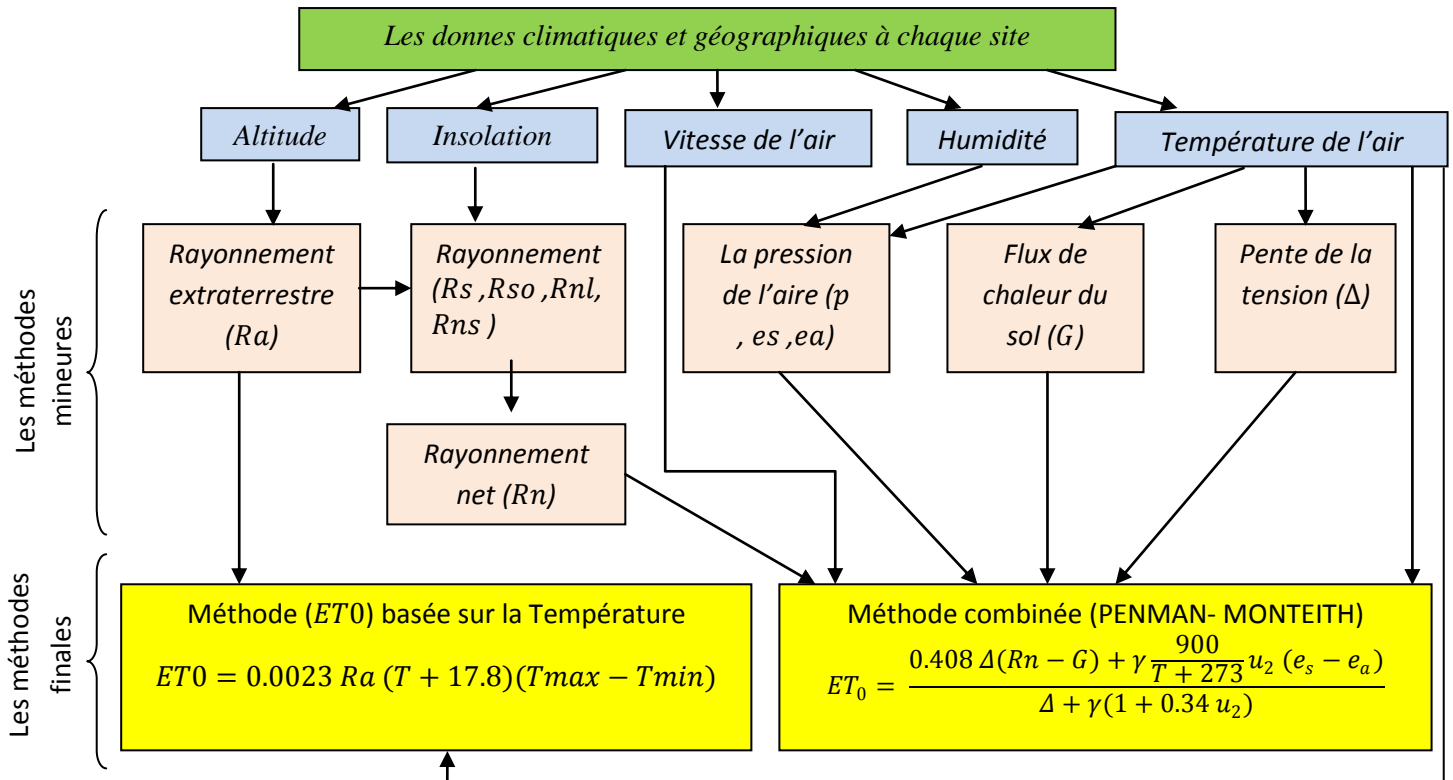 Les donnes climatiques et géographiques à chaque site
Altitude
Insolation
Vitesse de l'air
Humidité
Température de l'air
Les méthodes
mineures
Rayonnement
extraterrestre
(Ra)
Rayonnement
(Rs ,Rso ,Rnl,
Rns )
La pression
de l'aire (p
, es ,ea)
Flux de
chaleur du
sol (G)
Pente de la
tension (Δ)
Rayonnement
net (Rn)
Les méthodes
finales
Méthode (ET0) basée sur la Température
ET0 = 0.0023 Ra (T + 17.8)(Tmax − Tmin)
Méthode combinée (PENMAN- MONTEITH)
ET₀ = \frac{0.408 Δ(Rn − G) + γ \frac{900}{T + 273} u₂ (e_s − e_a)}{Δ + γ(1 + 0.34 u₂)}